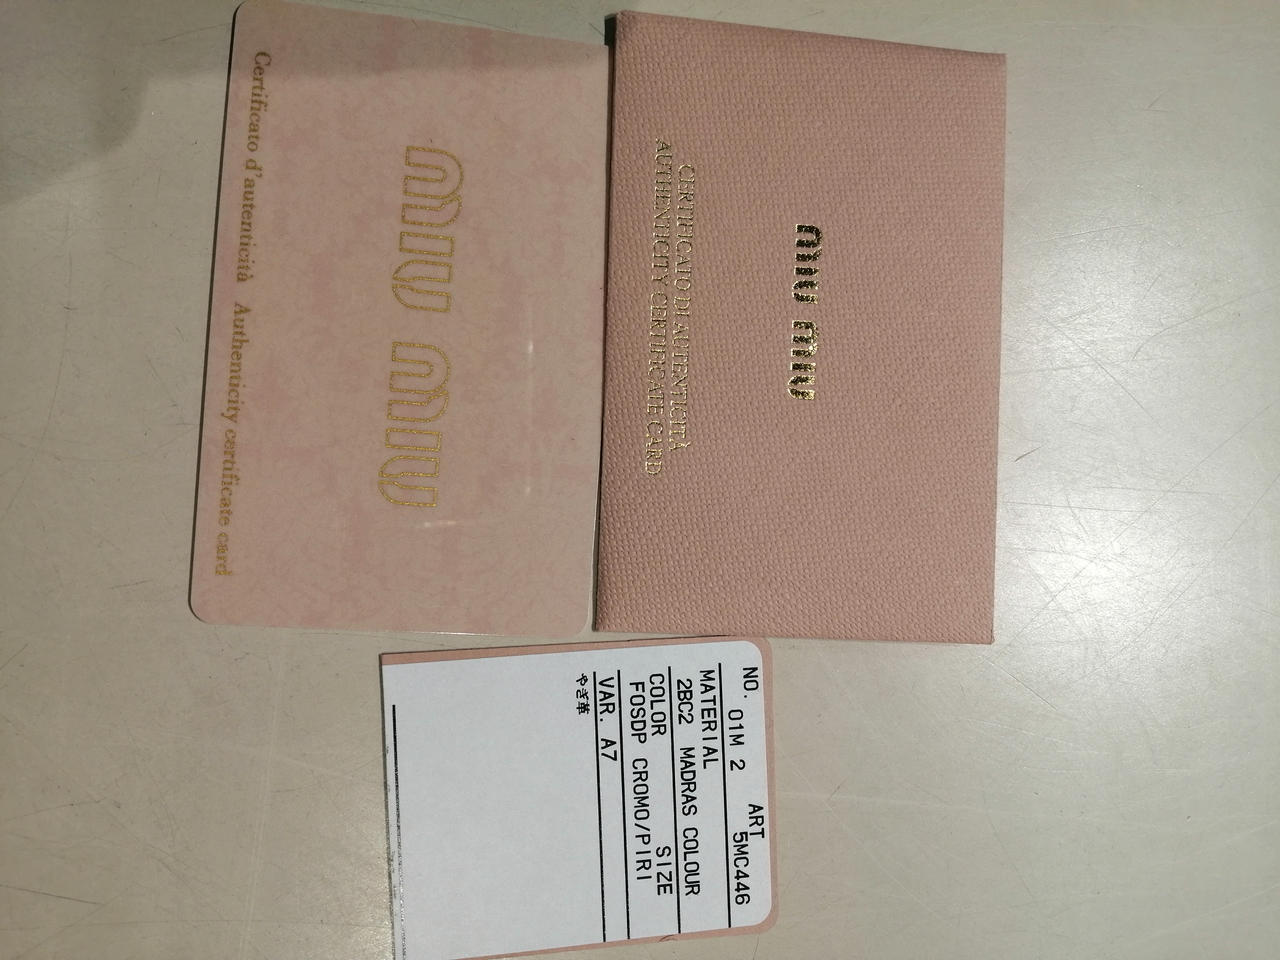 miu miu
Certificato d'autenticità Authenticity certificate card
miu miu
CERTIFICATO DI AUTENTICITÀ
AUTHENTICITY CERTIFICATE CARD
NO. ART
01M 2 5MC446
MATERIAL
2BC2 MADRAS COLOUR
COLOR SIZE
F0SDP CROMO/PIRI
VAR. A7
やぎ革